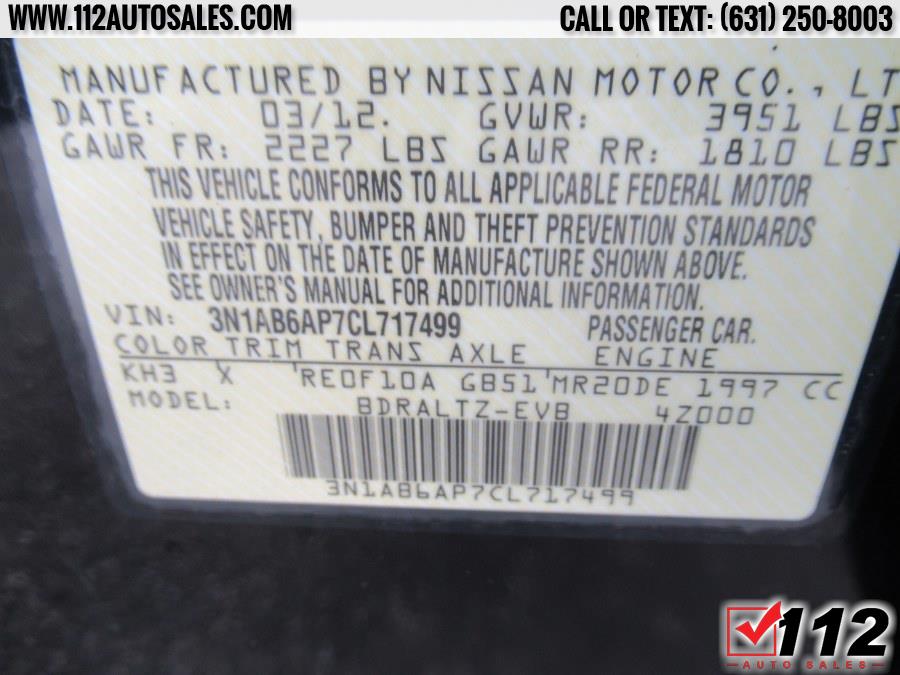 WWW.112AUTOSALES.COM CALL OR TEXT: (631) 250-8003
MANUFACTURED BY NISSAN MOTOR CO., LT
DATE: 03/12. GVWR: 3951 LBS
GAWR FR: 2227 LBS GAWR RR: 1810 LBS
THIS VEHICLE CONFORMS TO ALL APPLICABLE FEDERAL MOTOR
VEHICLE SAFETY, BUMPER AND THEFT PREVENTION STANDARDS
IN EFFECT ON THE DATE OF MANUFACTURE SHOWN ABOVE.
SEE OWNER'S MANUAL FOR ADDITIONAL INFORMATION.
VIN: 3N1AB6AP7CL717499 PASSENGER CAR.
COLOR TRIM TRANS AXLE ENGINE
KH3 X 'RE0F10A GB51'MR20DE 1997 CC
MODEL: BDRALTZ-EVB 4Z000
3N1AB6AP7CL717499
112
AUTO SALES